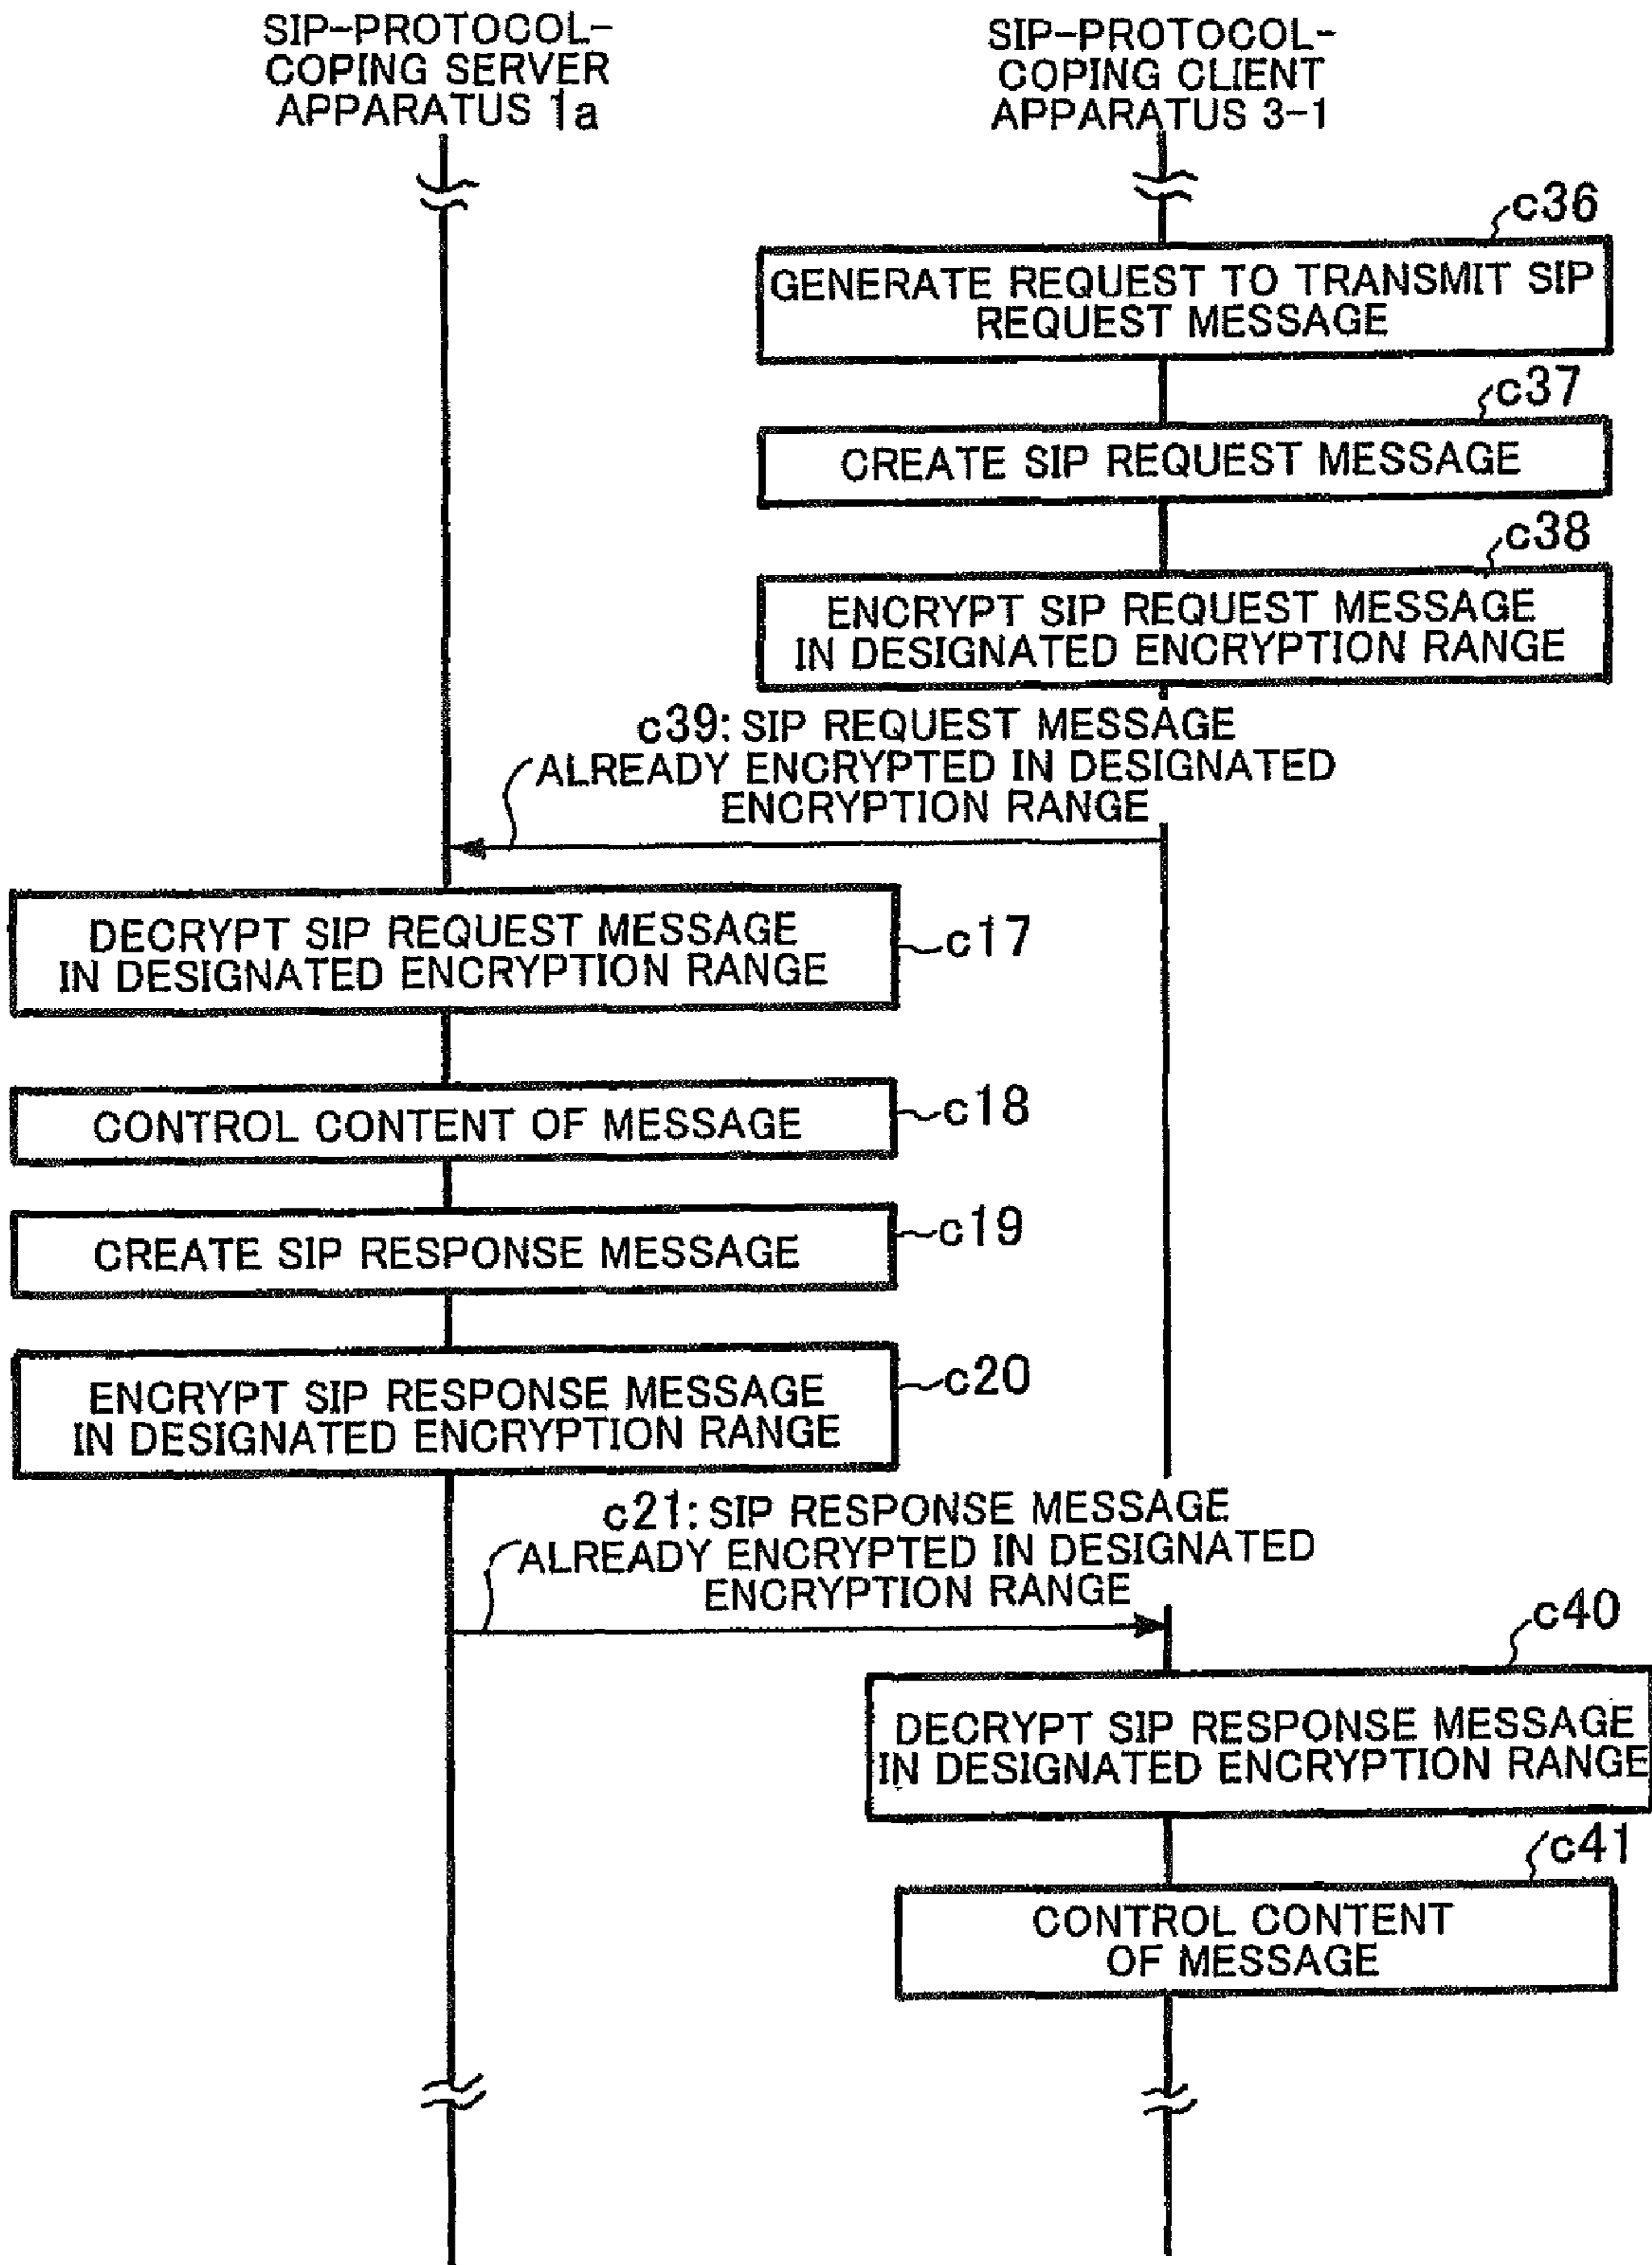 SIP-PROTOCOL-
COPING SERVER
APPARATUS 1a
SIP-PROTOCOL-
COPING CLIENT
APPARATUS 3-1
c36
GENERATE REQUEST TO TRANSMIT SIP
REQUEST MESSAGE
c37
CREATE SIP REQUEST MESSAGE
c38
ENCRYPT SIP REQUEST MESSAGE
IN DESIGNATED ENCRYPTION RANGE
c39: SIP REQUEST MESSAGE
ALREADY ENCRYPTED IN DESIGNATED
ENCRYPTION RANGE
DECRYPT SIP REQUEST MESSAGE
IN DESIGNATED ENCRYPTION RANGE
c17
CONTROL CONTENT OF MESSAGE
c18
CREATE SIP RESPONSE MESSAGE
c19
ENCRYPT SIP RESPONSE MESSAGE
IN DESIGNATED ENCRYPTION RANGE
c20
c21: SIP RESPONSE MESSAGE
ALREADY ENCRYPTED IN DESIGNATED
ENCRYPTION RANGE
c40
DECRYPT SIP RESPONSE MESSAGE
IN DESIGNATED ENCRYPTION RANGE
c41
CONTROL CONTENT
OF MESSAGE